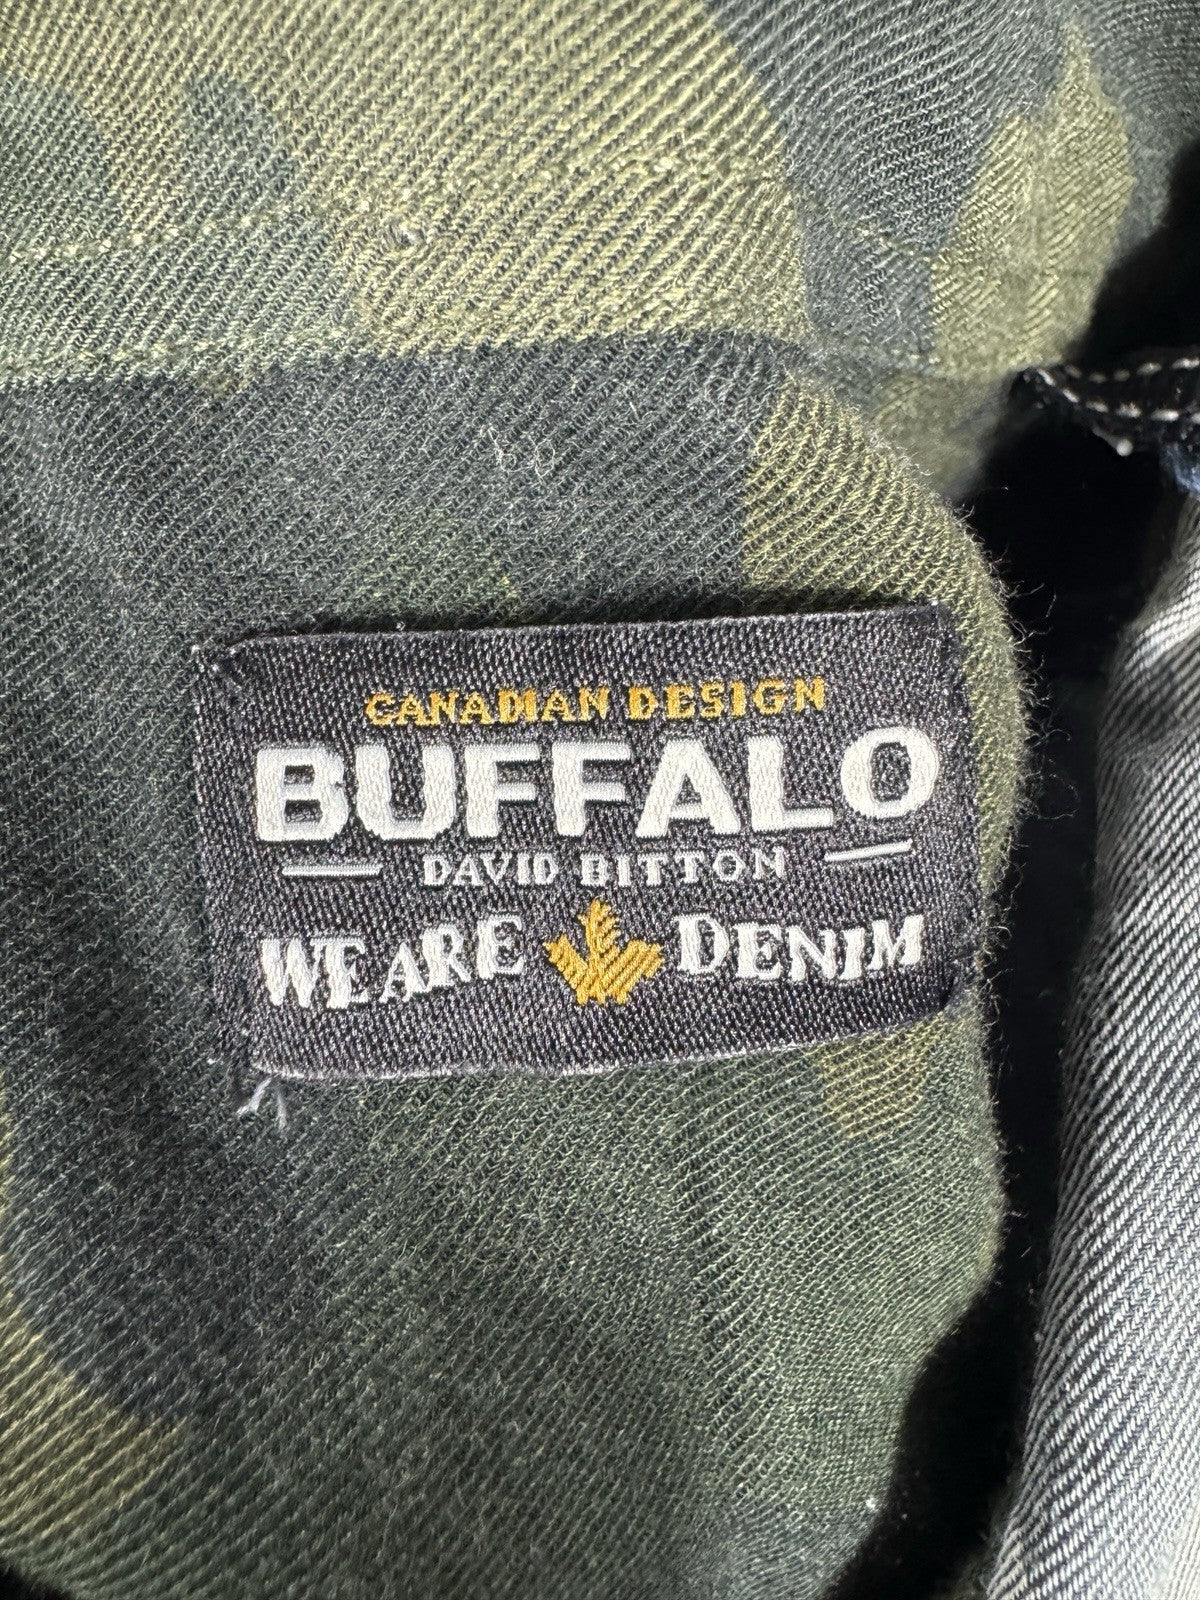 CANADIAN DESIGN
BUFFALO
DAVID BITTON
WE ARE DENIM